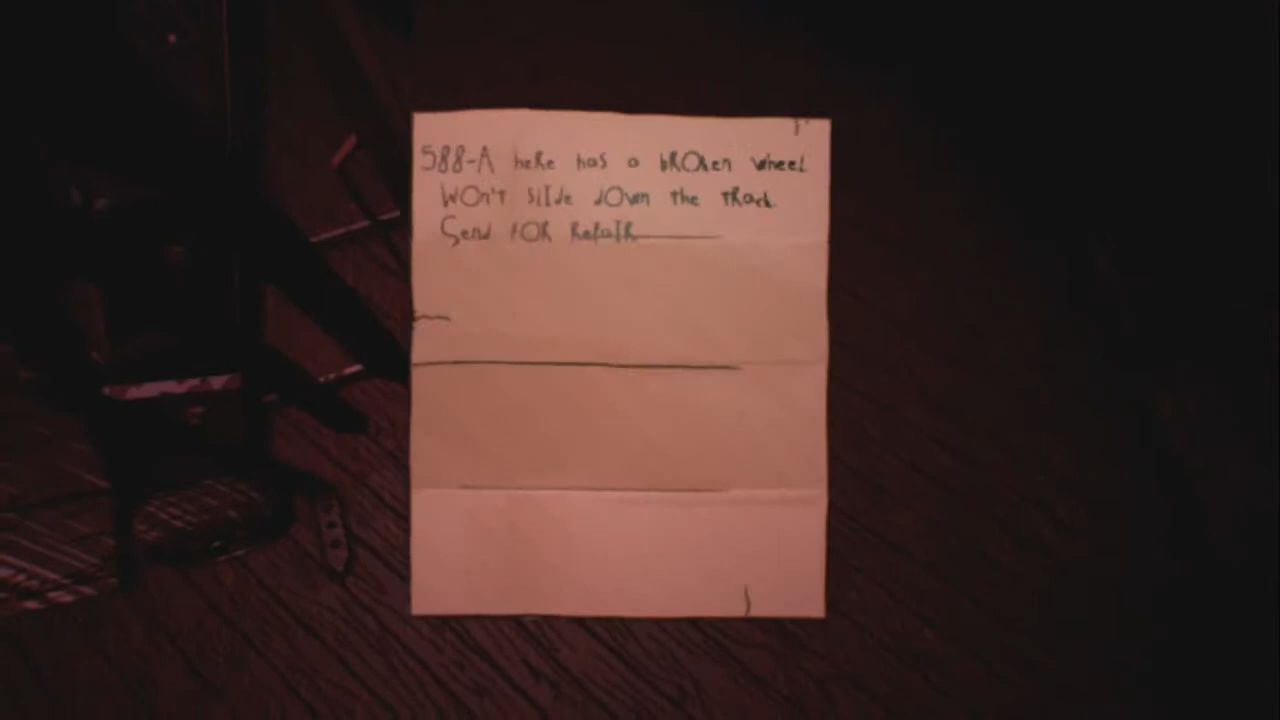 588-A heRe has a bROken wheel
WOn't slIde dOwn the tRack.
Send FOR RepaIR